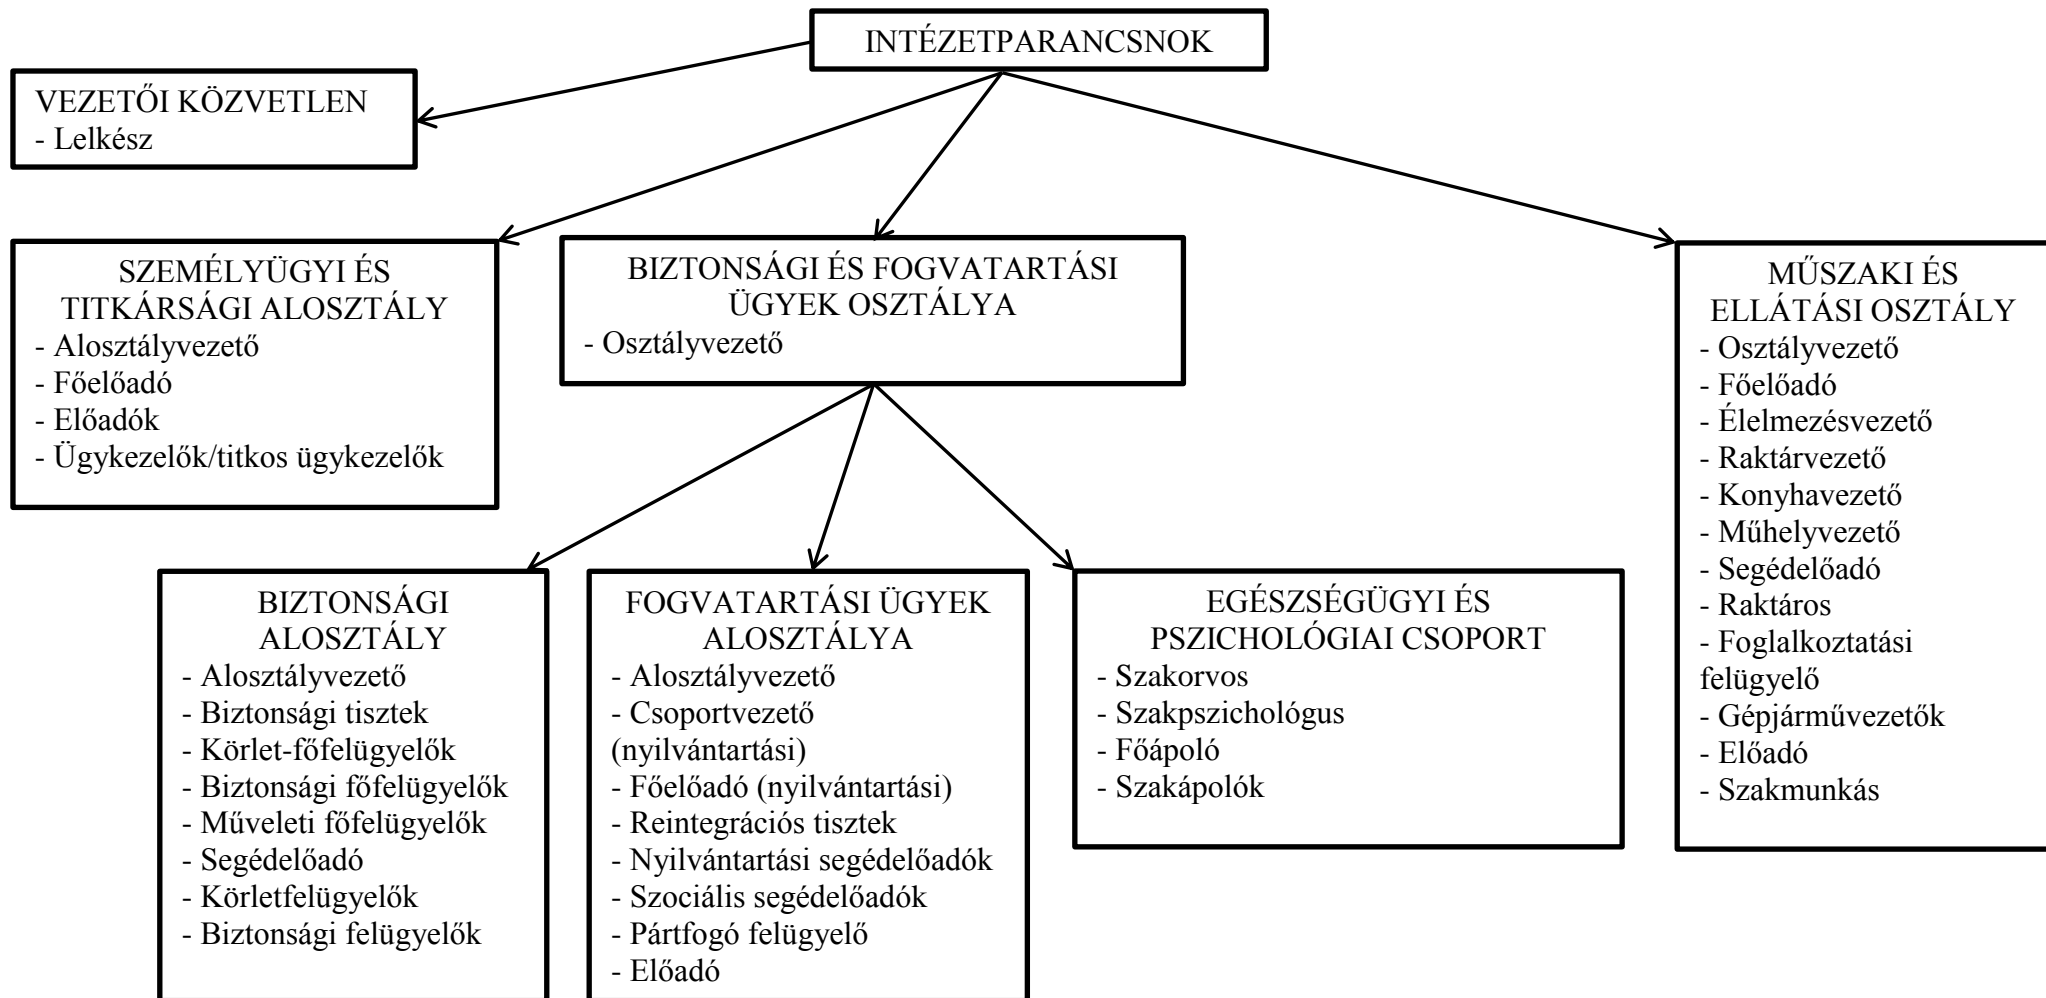 INTÉZETPARANCSNOK
VEZETŐI KÖZVETLEN
- Lelkész
SZEMÉLYÜGYI ÉS
TITKÁRSÁGI ALOSZTÁLY
- Alosztályvezető
- Főelőadó
- Előadók
- Ügykezelők/titkos ügykezelők
BIZTONSÁGI ÉS FOGVATARTÁSI
ÜGYEK OSZTÁLYA
- Osztályvezető
MŰSZAKI ÉS
ELLÁTÁSI OSZTÁLY
- Osztályvezető
- Főelőadó
- Élelmezésvezető
- Raktárvezető
- Konyhavezető
- Műhelyvezető
- Segédelőadó
- Raktáros
- Foglalkoztatási
felügyelő
- Gépjárművezetők
- Előadó
- Szakmunkás
BIZTONSÁGI
ALOSZTÁLY
- Alosztályvezető
- Biztonsági tisztek
- Körlet-főfelügyelők
- Biztonsági főfelügyelők
- Műveleti főfelügyelők
- Segédelőadó
- Körletfelügyelők
- Biztonsági felügyelők
FOGVATARTÁSI ÜGYEK
ALOSZTÁLYA
- Alosztályvezető
- Csoportvezető
(nyilvántartási)
- Főelőadó (nyilvántartási)
- Reintegrációs tisztek
- Nyilvántartási segédelőadók
- Szociális segédelőadók
- Pártfogó felügyelő
- Előadó
EGÉSZSÉGÜGYI ÉS
PSZICHOLÓGIAI CSOPORT
- Szakorvos
- Szakpszichológus
- Főápoló
- Szakápolók